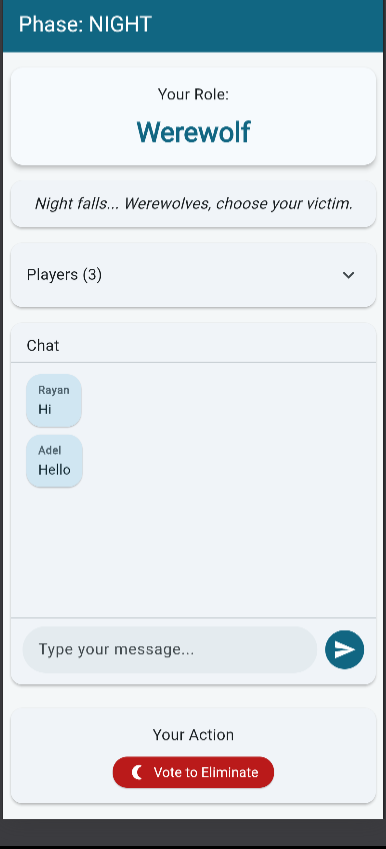 Phase: NIGHT
Your Role:
Werewolf
Night falls... Werewolves, choose your victim.
Players (3)
Chat
Rayan
Hi
Adel
Hello
Type your message...
Your Action
Vote to Eliminate